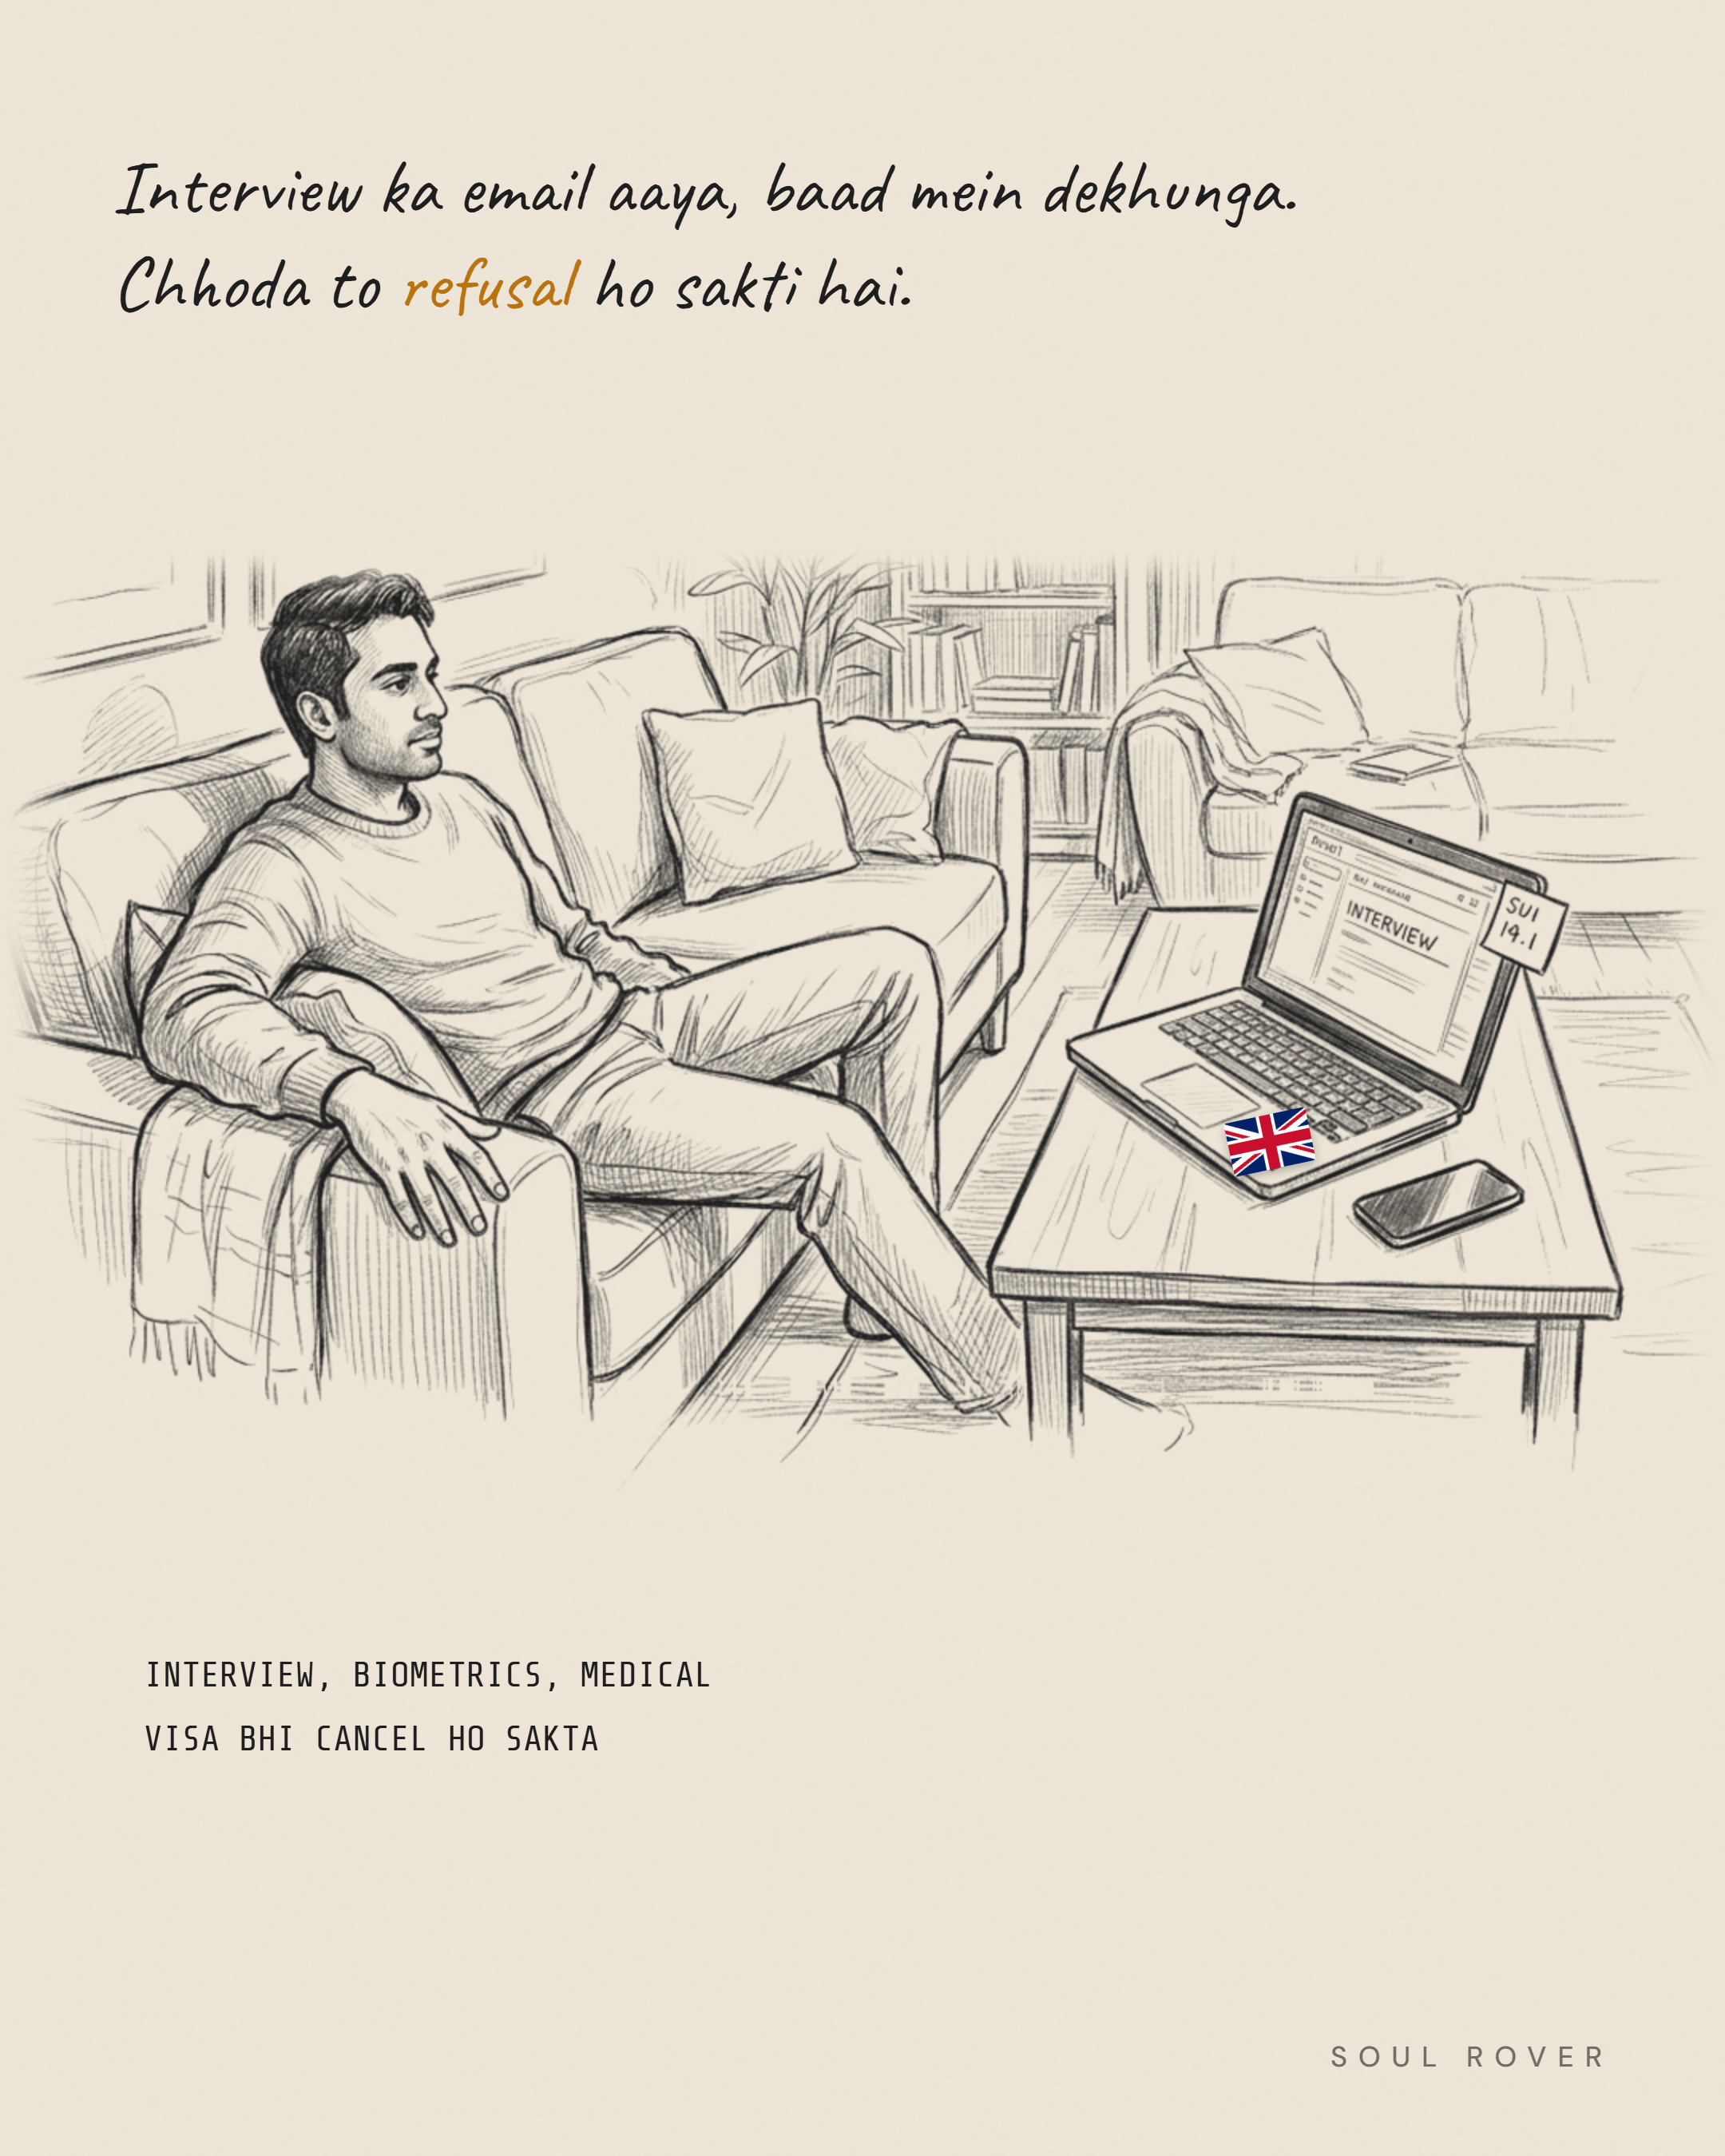 Interview ka email aaya, baad mein dekhunga.
Chhoda to refusal ho sakti hai.
INTERVIEW
SUI
14.1
INTERVIEW, BIOMETRICS, MEDICAL
VISA BHI CANCEL HO SAKTA
SOUL ROVER